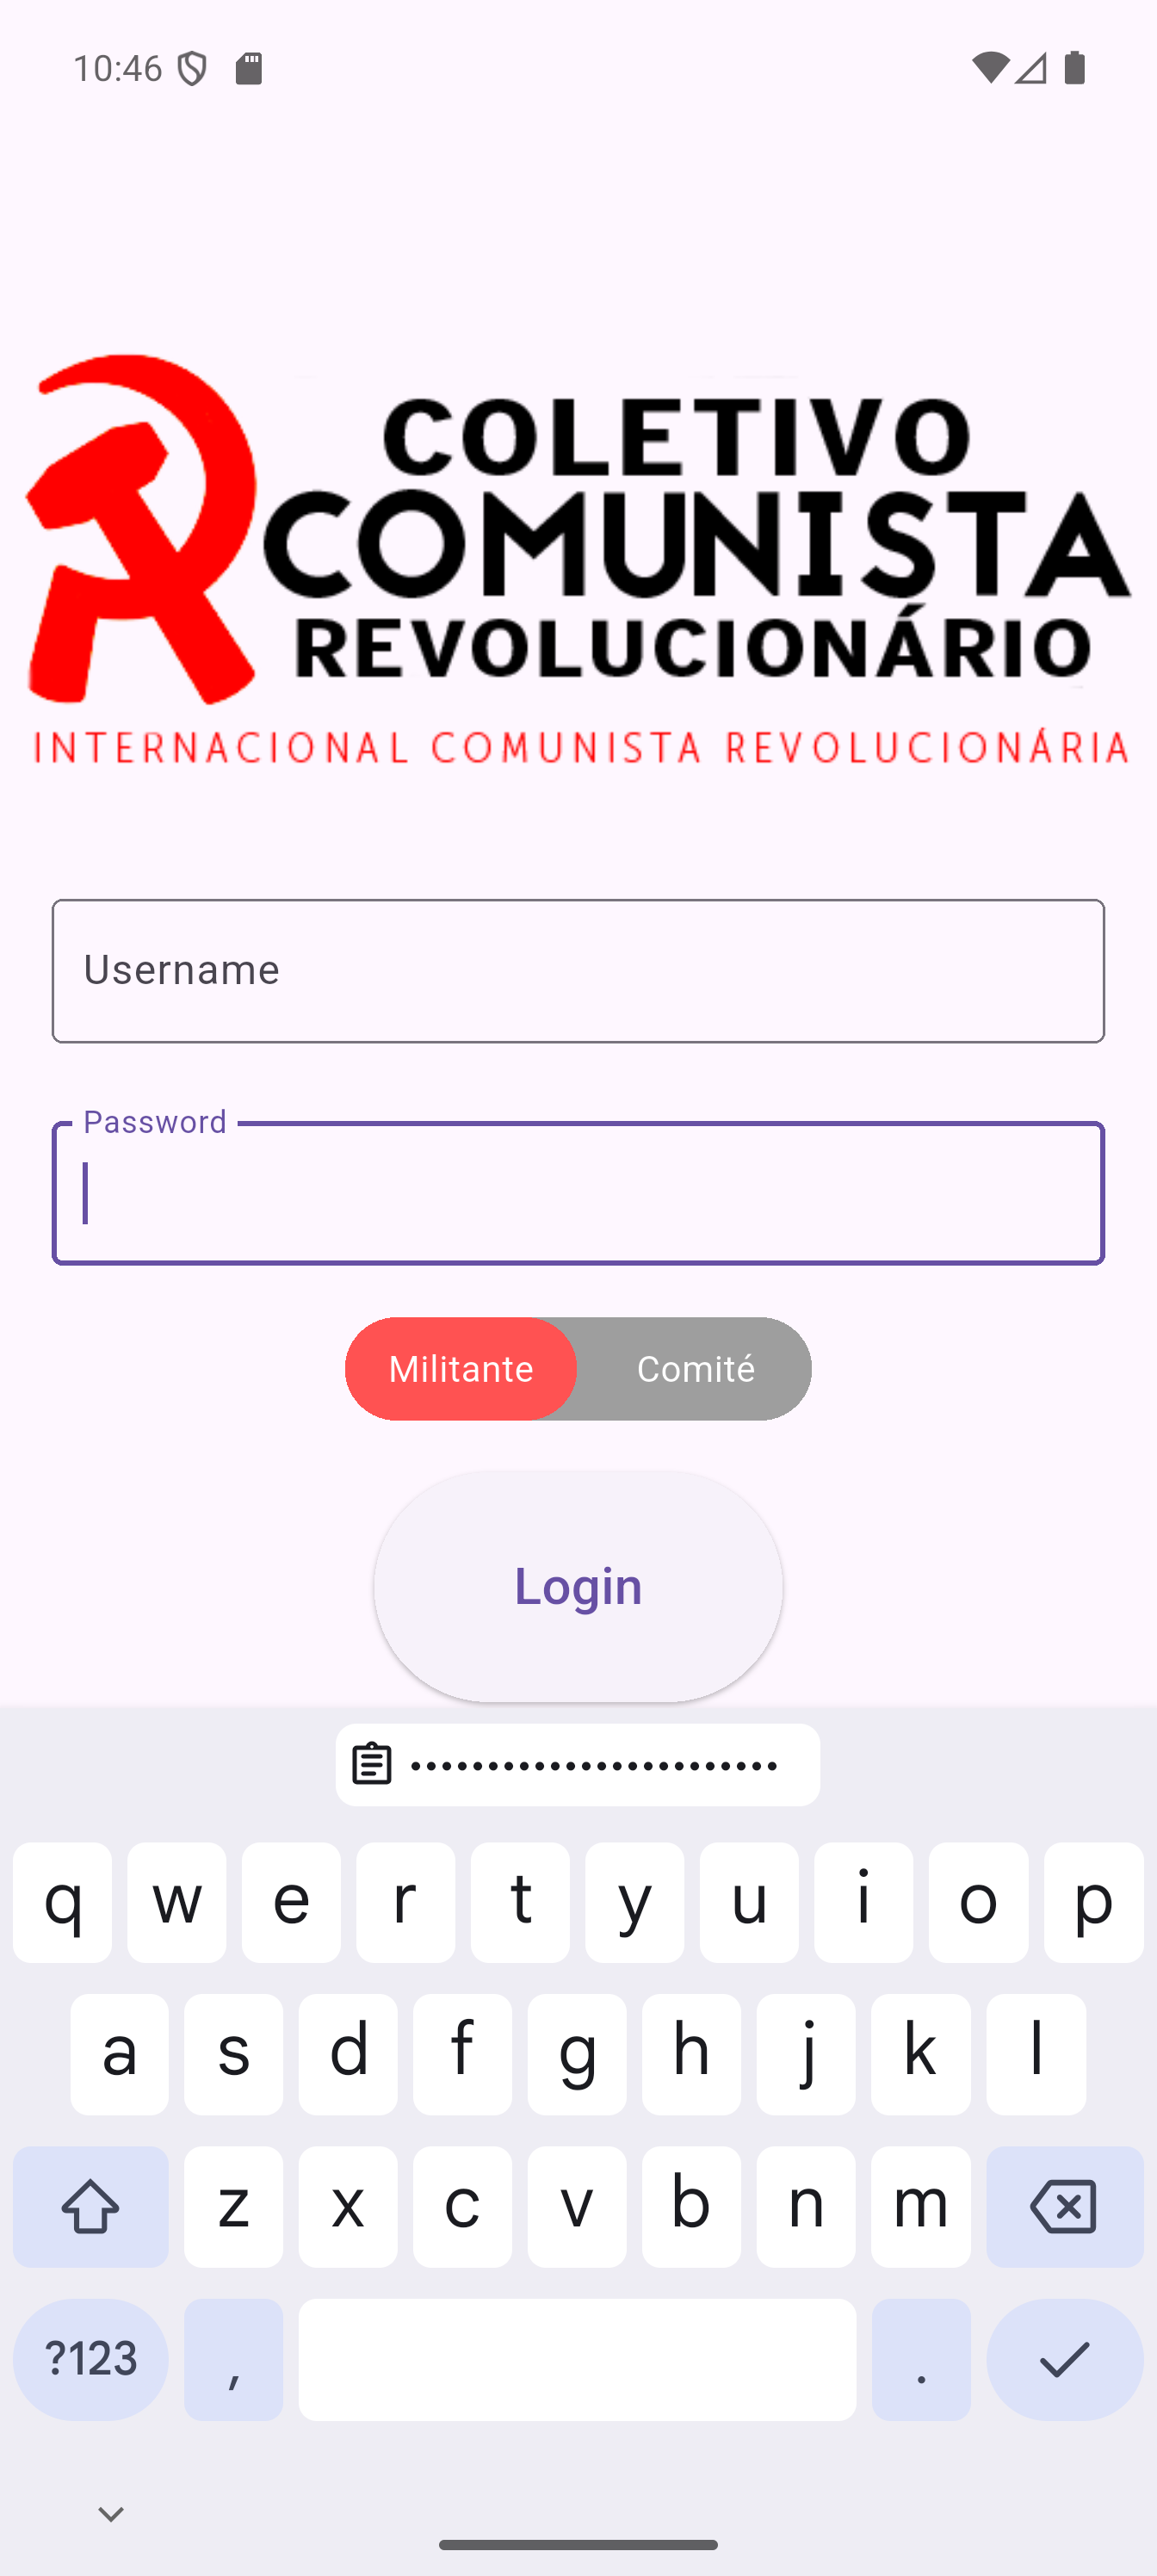 10:46
COLETIVO
COMUNISTA
REVOLUCIONÁRIO
INTERNACIONAL COMUNISTA REVOLUCIONÁRIA
Username
Password
Militante Comité
Login
••••••••••••••••••••••••
q w e r t y u i o p
a s d f g h j k l
z x c v b n m
?123 , .